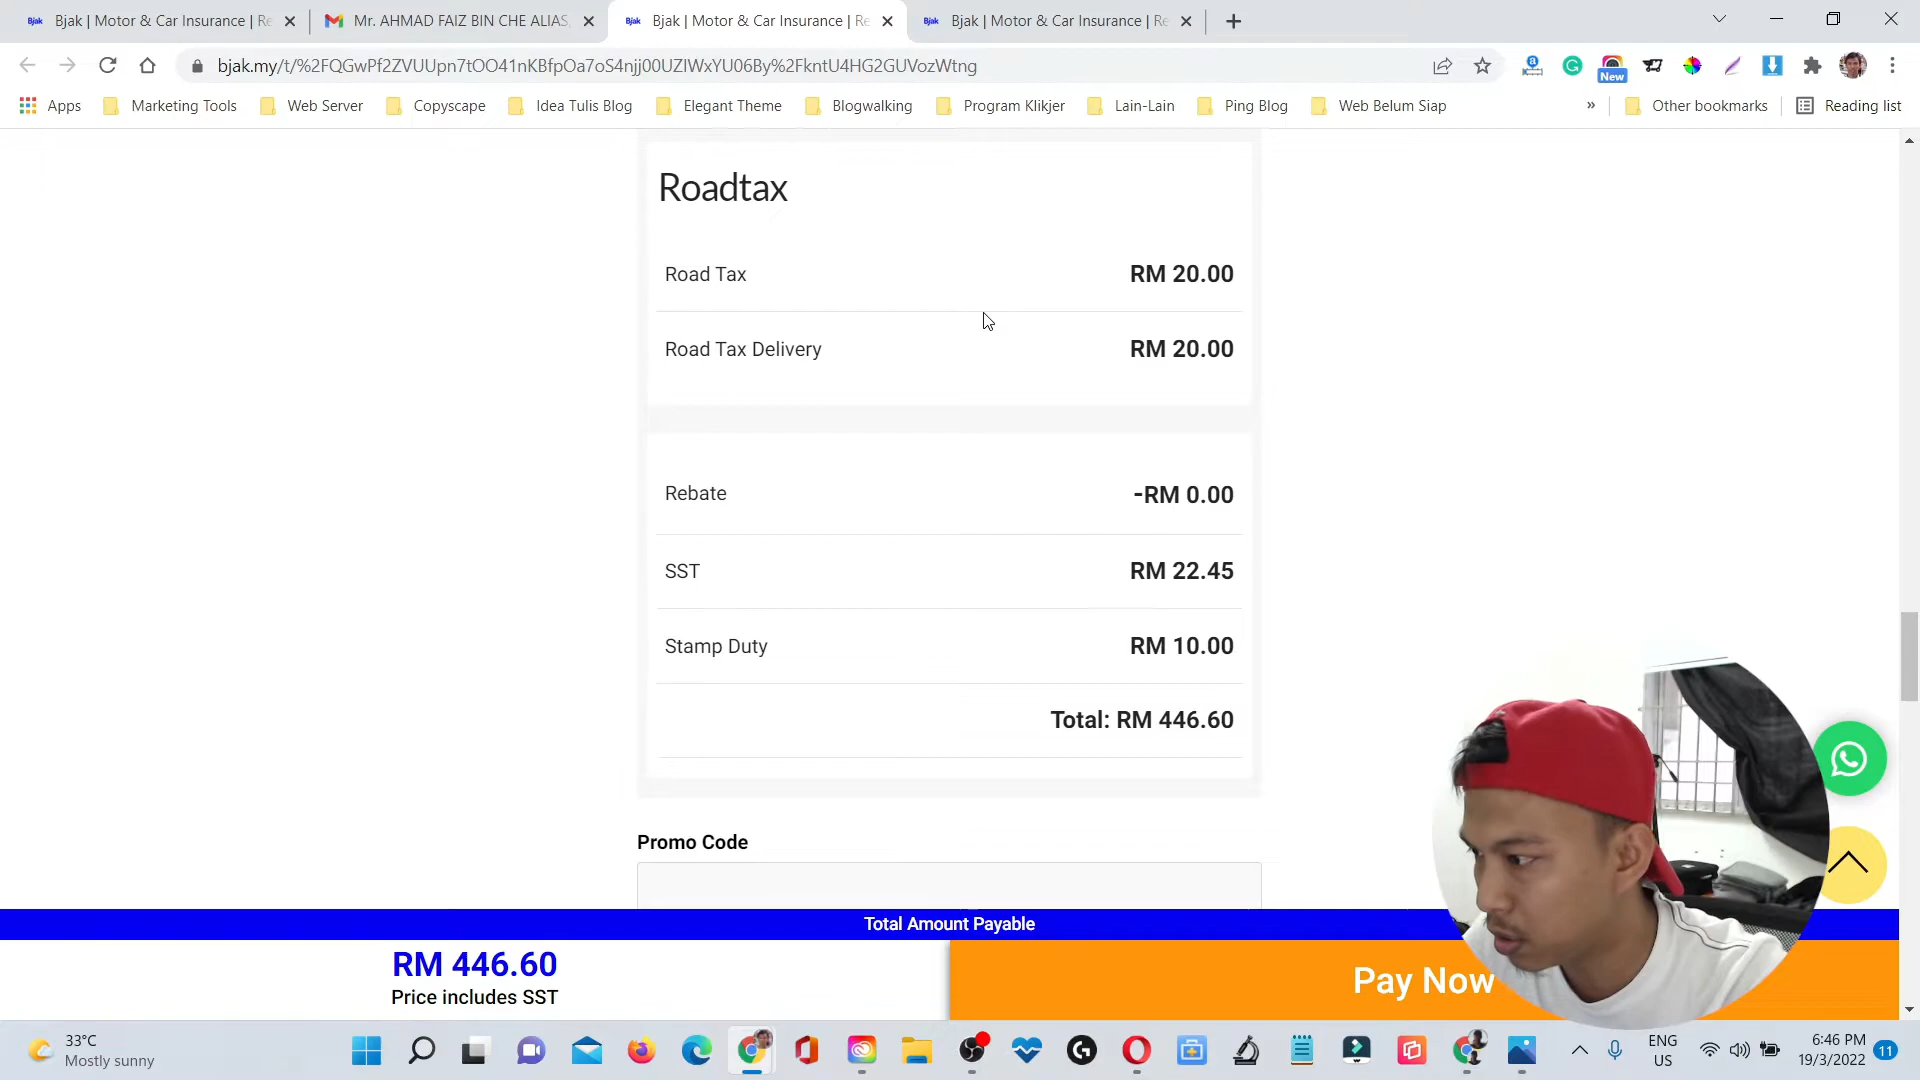 Bjak | Motor & Car Insurance | Re
Mr. AHMAD FAIZ BIN CHE ALIAS,
Bjak | Motor & Car Insurance | Re
Bjak | Motor & Car Insurance | Re
bjak.my/t/%2FQGwPf2ZVUUpn7tOO41nKBfpOa7oS4njj00UZIWxYU06By%2FkntU4HG2GUVozWtng
New
Apps
Marketing Tools
Web Server
Copyscape
Idea Tulis Blog
Elegant Theme
Blogwalking
Program Klikjer
Lain-Lain
Ping Blog
Web Belum Siap
»
Other bookmarks
Reading list
Roadtax
Road Tax RM 20.00
Road Tax Delivery RM 20.00
Rebate -RM 0.00
SST RM 22.45
Stamp Duty RM 10.00
Total: RM 446.60
Promo Code
Total Amount Payable
RM 446.60
Price includes SST
Pay Now
33°C
Mostly sunny
ENG
US
6:46 PM
19/3/2022
11